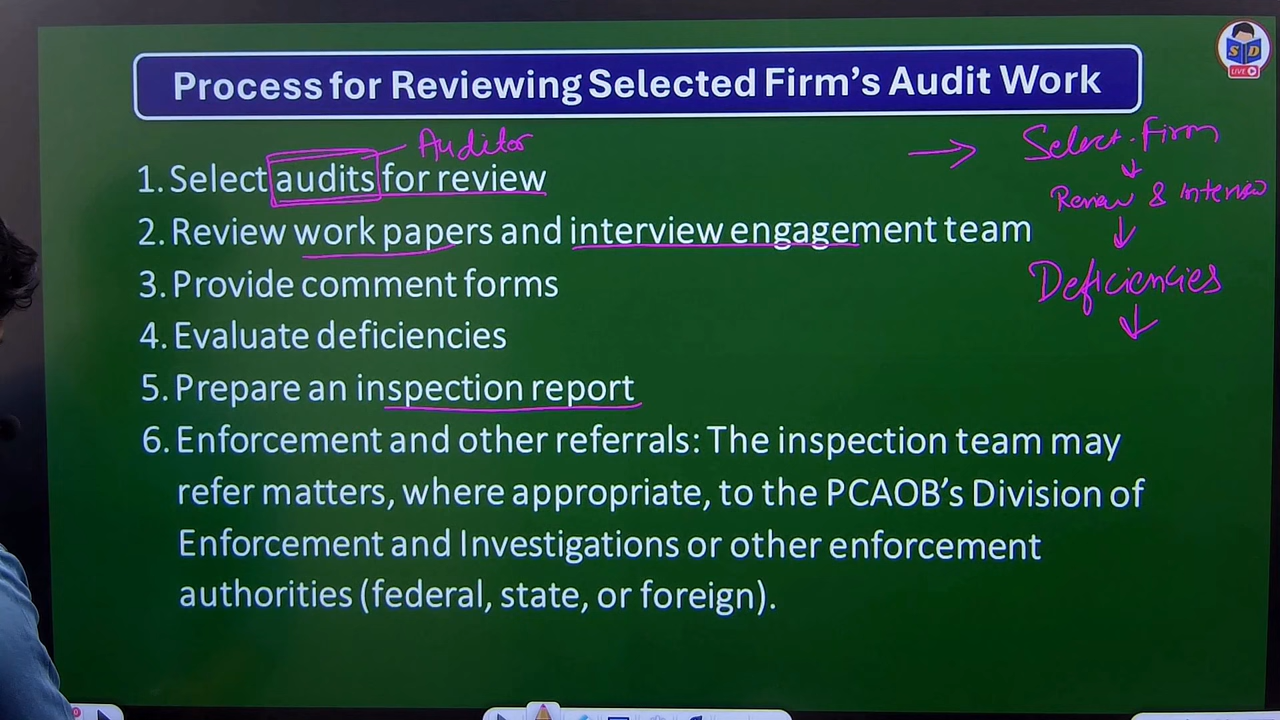 Process for Reviewing Selected Firm's Audit Work
S D
LIVE
Auditor
1. Select audits for review
2. Review work papers and interview engagement team
3. Provide comment forms
4. Evaluate deficiencies
5. Prepare an inspection report
6. Enforcement and other referrals: The inspection team may
refer matters, where appropriate, to the PCAOB's Division of
Enforcement and Investigations or other enforcement
authorities (federal, state, or foreign).
→ Select Firm
↓
Review &
↓
Deficiencies
↓